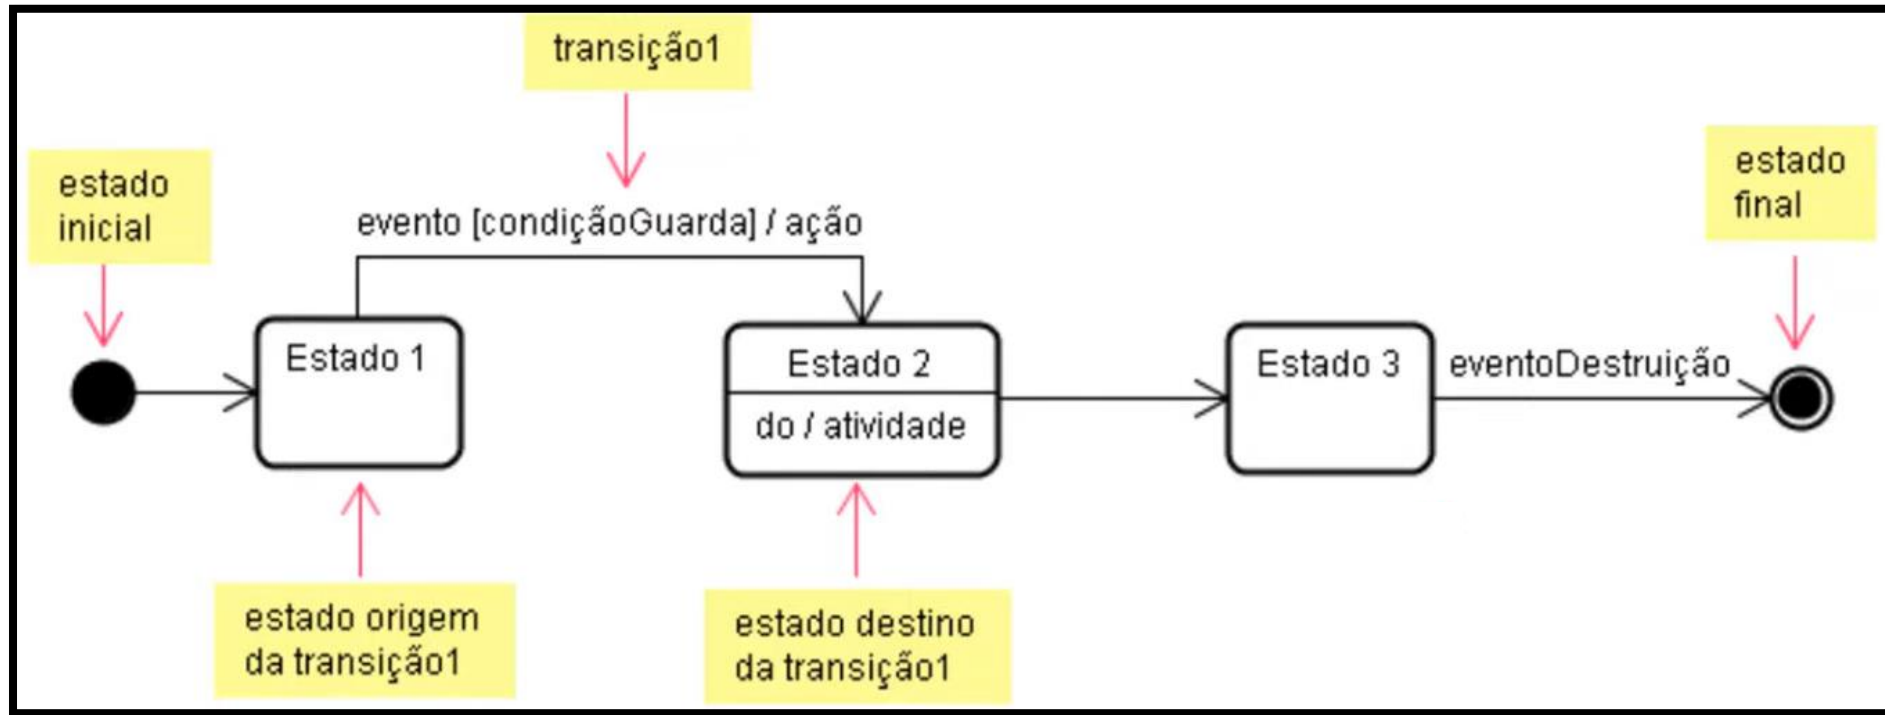 transição1
estado
inicial
estado
final
evento [condiçãoGuarda] / ação
Estado 1
Estado 2
do / atividade
Estado 3
eventoDestruição
estado origem
da transição1
estado destino
da transição1